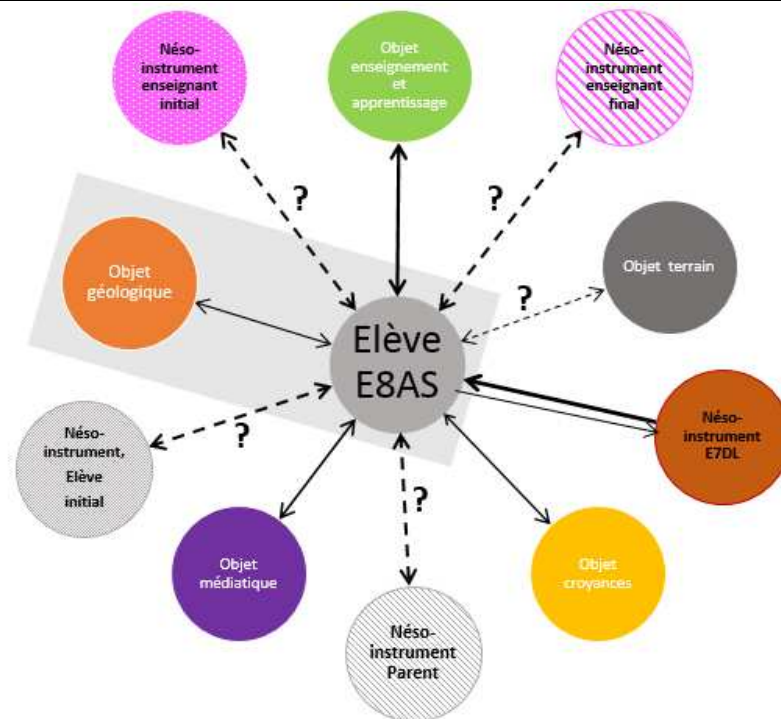 Néso-
instrument
enseignant
initial
Objet
enseignement
et
apprentissage
Néso-
instrument
enseignant
final
?
?
Objet géologique
Objet terrain
?
Elève
E8AS
Néso-
instrument,
Elève
initial
?
Néso-
instrument
E7DL
?
Objet
médiatique
Objet
croyances
Néso-
instrument
Parent